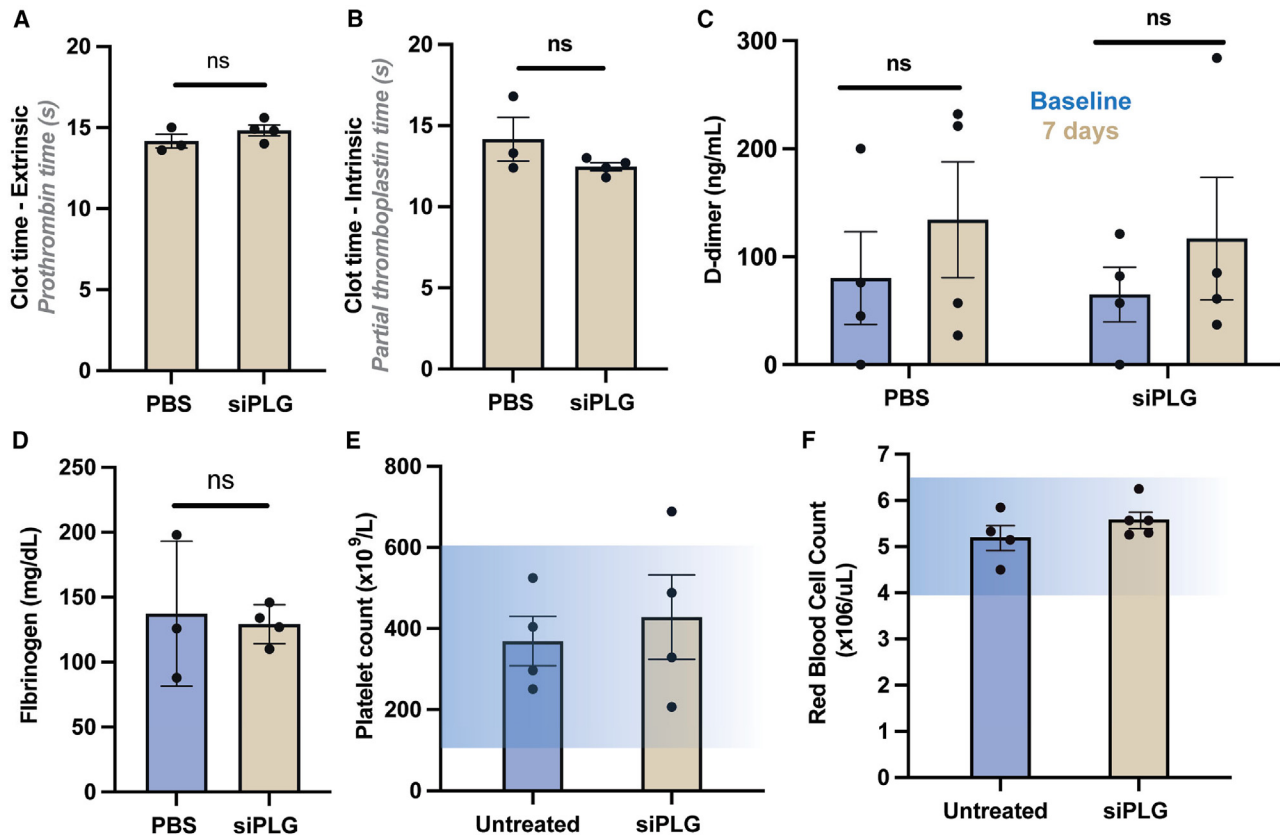 A
Clot time - Extrinsic
Prothrombin time (s)
20
15
10
5
0
ns
PBS
siPLG
B
Clot time - Intrinsic
Partial thromboplastin time (s)
20
15
10
5
0
ns
PBS
siPLG
C
D-dimer (ng/mL)
300
200
100
0
ns
ns
Baseline
7 days
PBS
siPLG
D
FIbrinogen (mg/dL)
250
200
150
100
50
0
ns
PBS
siPLG
E
Platelet count (x10⁹/L)
800
600
400
200
0
Untreated
siPLG
F
Red Blood Cell Count
(x106/uL)
7
6
5
4
3
2
1
0
Untreated
siPLG